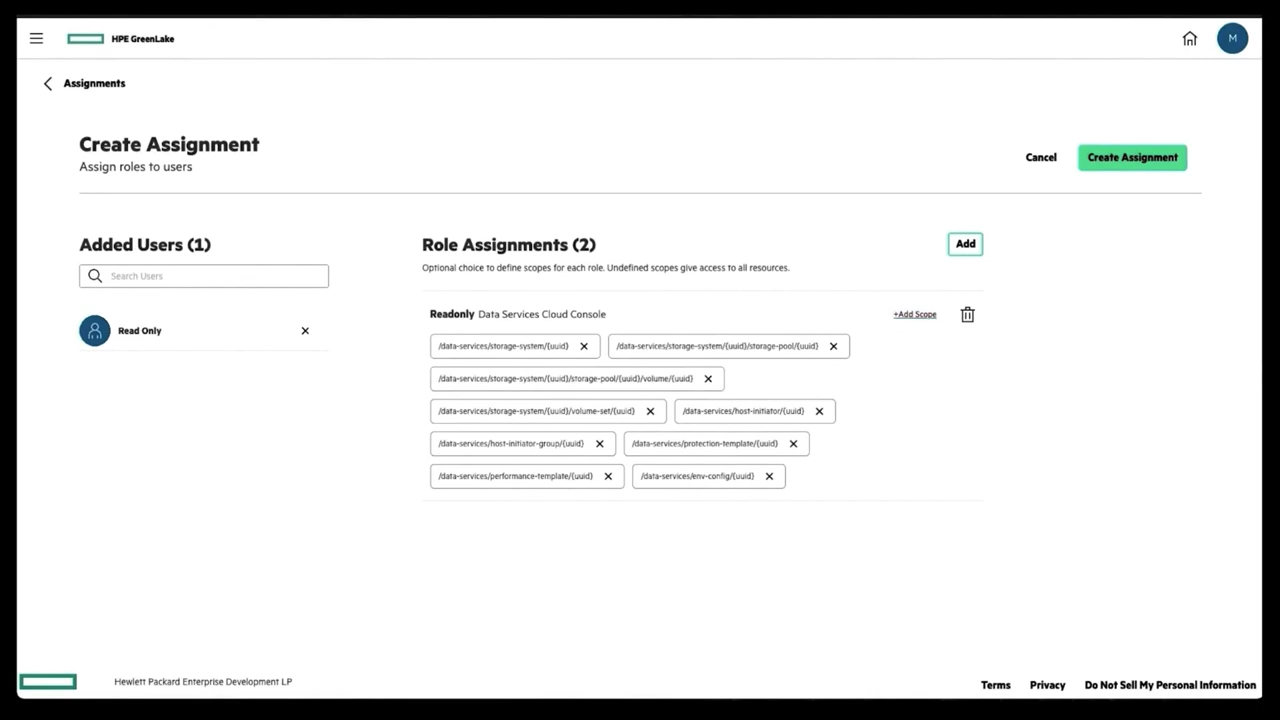 HPE GreenLake
M
Assignments
Create Assignment
Assign roles to users
Cancel
Create Assignment
Added Users (1)
Search Users
Read Only
Role Assignments (2)
Add
Optional choice to define scopes for each role. Undefined scopes give access to all resources.
Readonly Data Services Cloud Console
+Add Scope
/data-services/storage-system/{uuid}
/data-services/storage-system/{uuid}/storage-pool/{uuid}
/data-services/storage-system/{uuid}/storage-pool/{uuid}/volume/{uuid}
/data-services/storage-system/{uuid}/volume-set/{uuid}
/data-services/host-initiator/{uuid}
/data-services/host-initiator-group/{uuid}
/data-services/protection-template/{uuid}
/data-services/performance-template/{uuid}
/data-services/env-config/{uuid}
Hewlett Packard Enterprise Development LP
Terms
Privacy
Do Not Sell My Personal Information